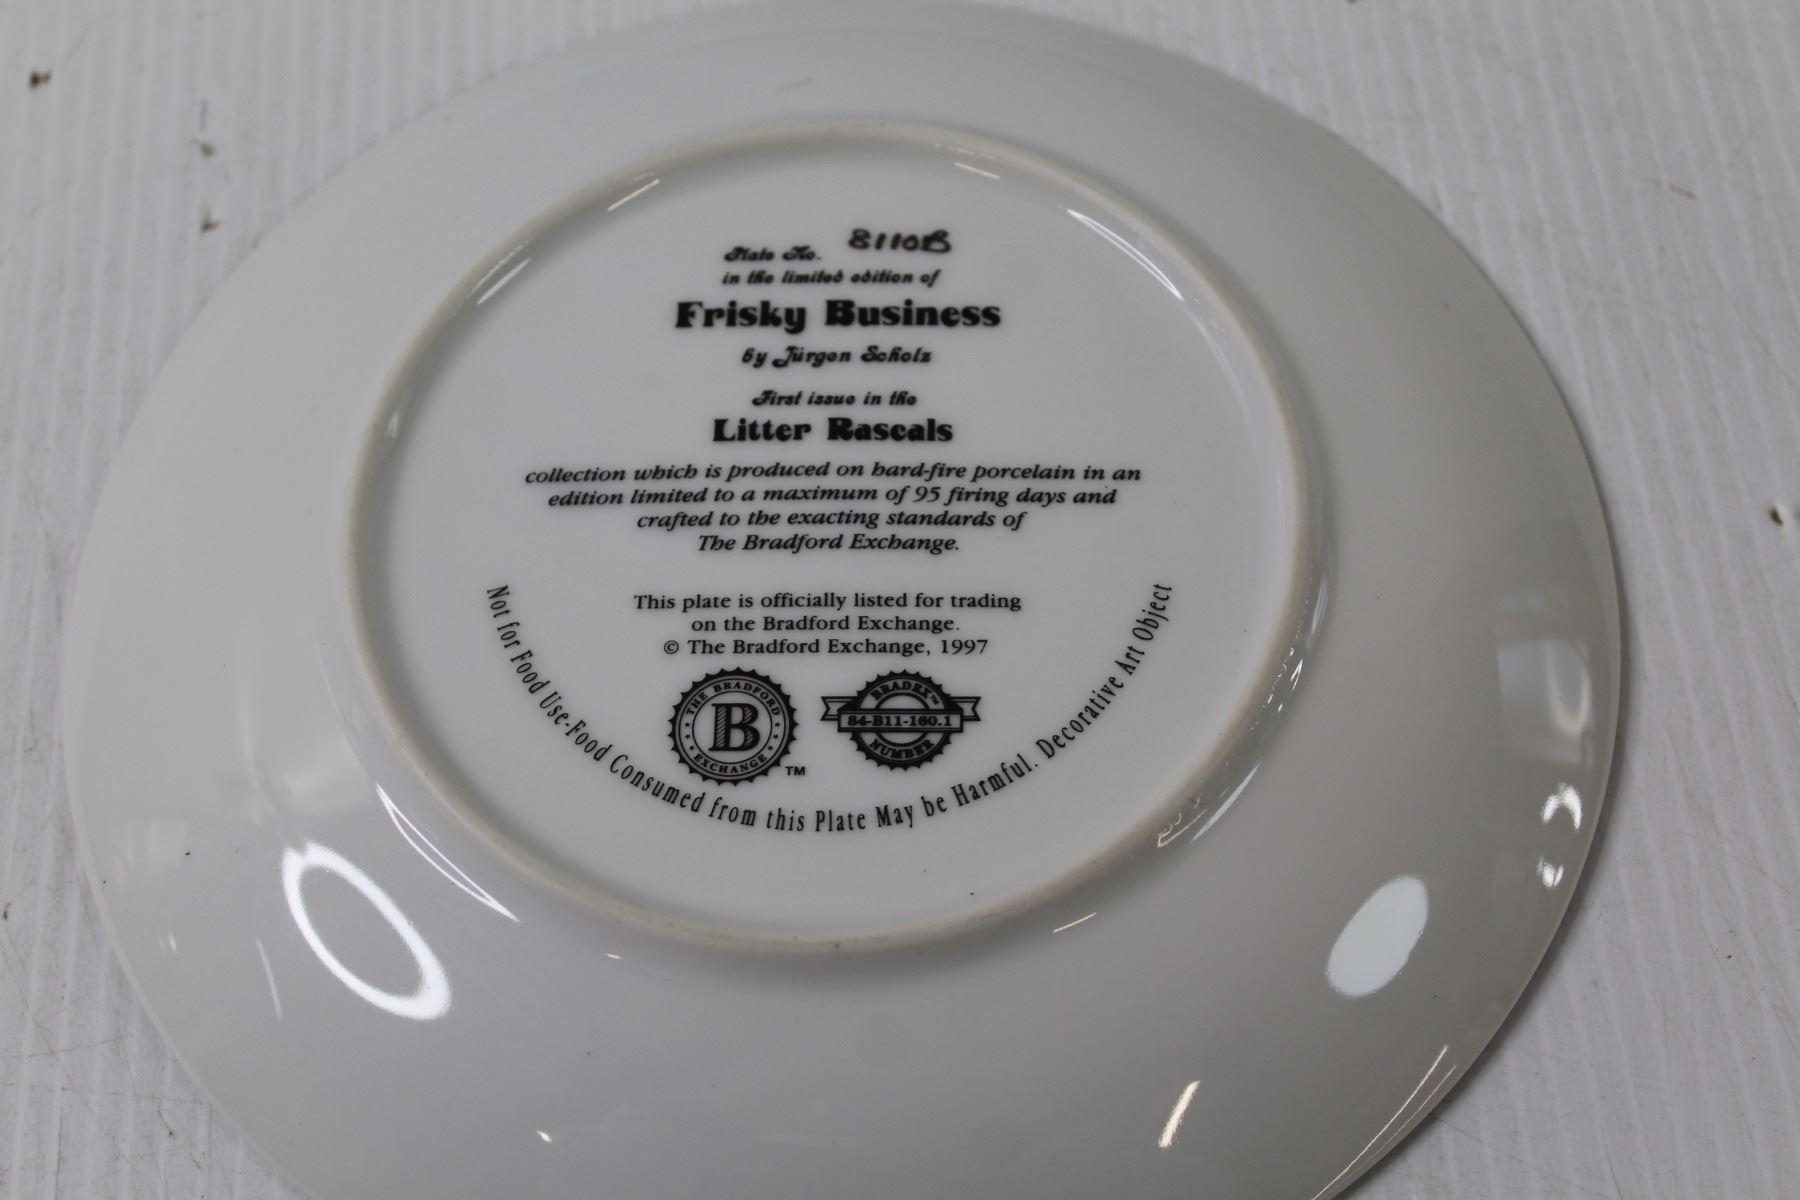 Plate No. 8110B
in the limited edition of
Frisky Business
by Jürgen Scholz
First issue in the
Litter Rascals
collection which is produced on hard-fire porcelain in an
edition limited to a maximum of 95 firing days and
crafted to the exacting standards of
The Bradford Exchange.
This plate is officially listed for trading
on the Bradford Exchange.
© The Bradford Exchange, 1997
THE BRADFORD
B
EXCHANGE
TM
BRADEX™
84-B11-160.1
NUMBER
Not for Food Use-Food Consumed from this Plate May be Harmful. Decorative Art Object